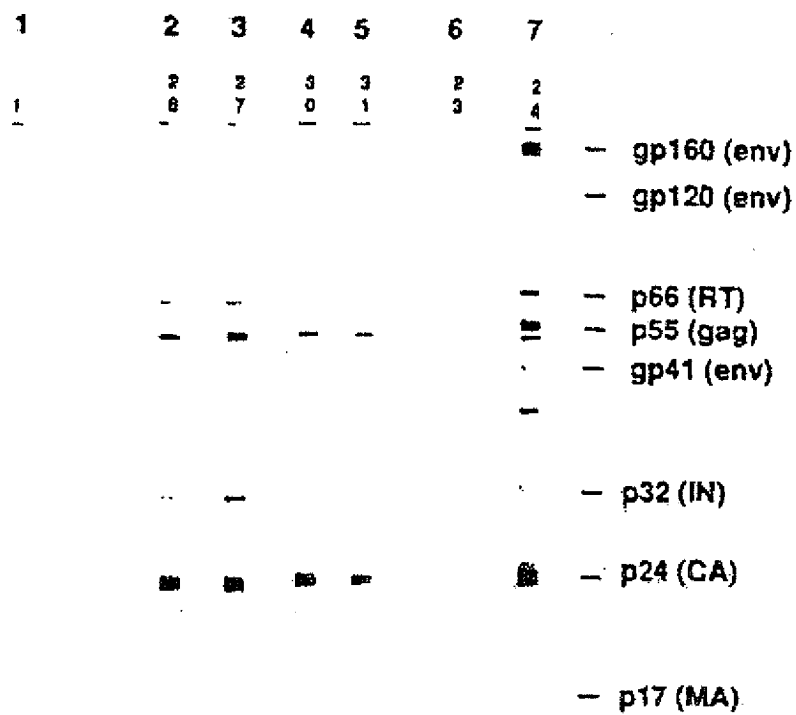 1 2 3 4 5 6 7
1 26 27 30 31 23 24
gp160 (env)
gp120 (env)
p66 (RT)
p55 (gag)
gp41 (env)
p32 (IN)
p24 (CA)
p17 (MA)